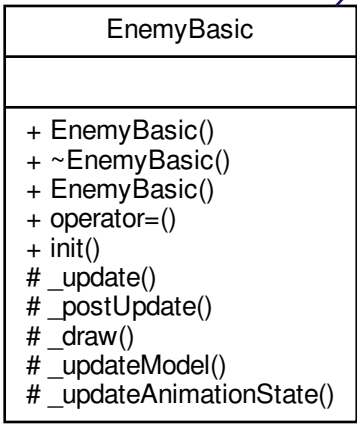 EnemyBasic
+ EnemyBasic()
+ ~EnemyBasic()
+ EnemyBasic()
+ operator=()
+ init()
# _update()
# _postUpdate()
# _draw()
# _updateModel()
# _updateAnimationState()